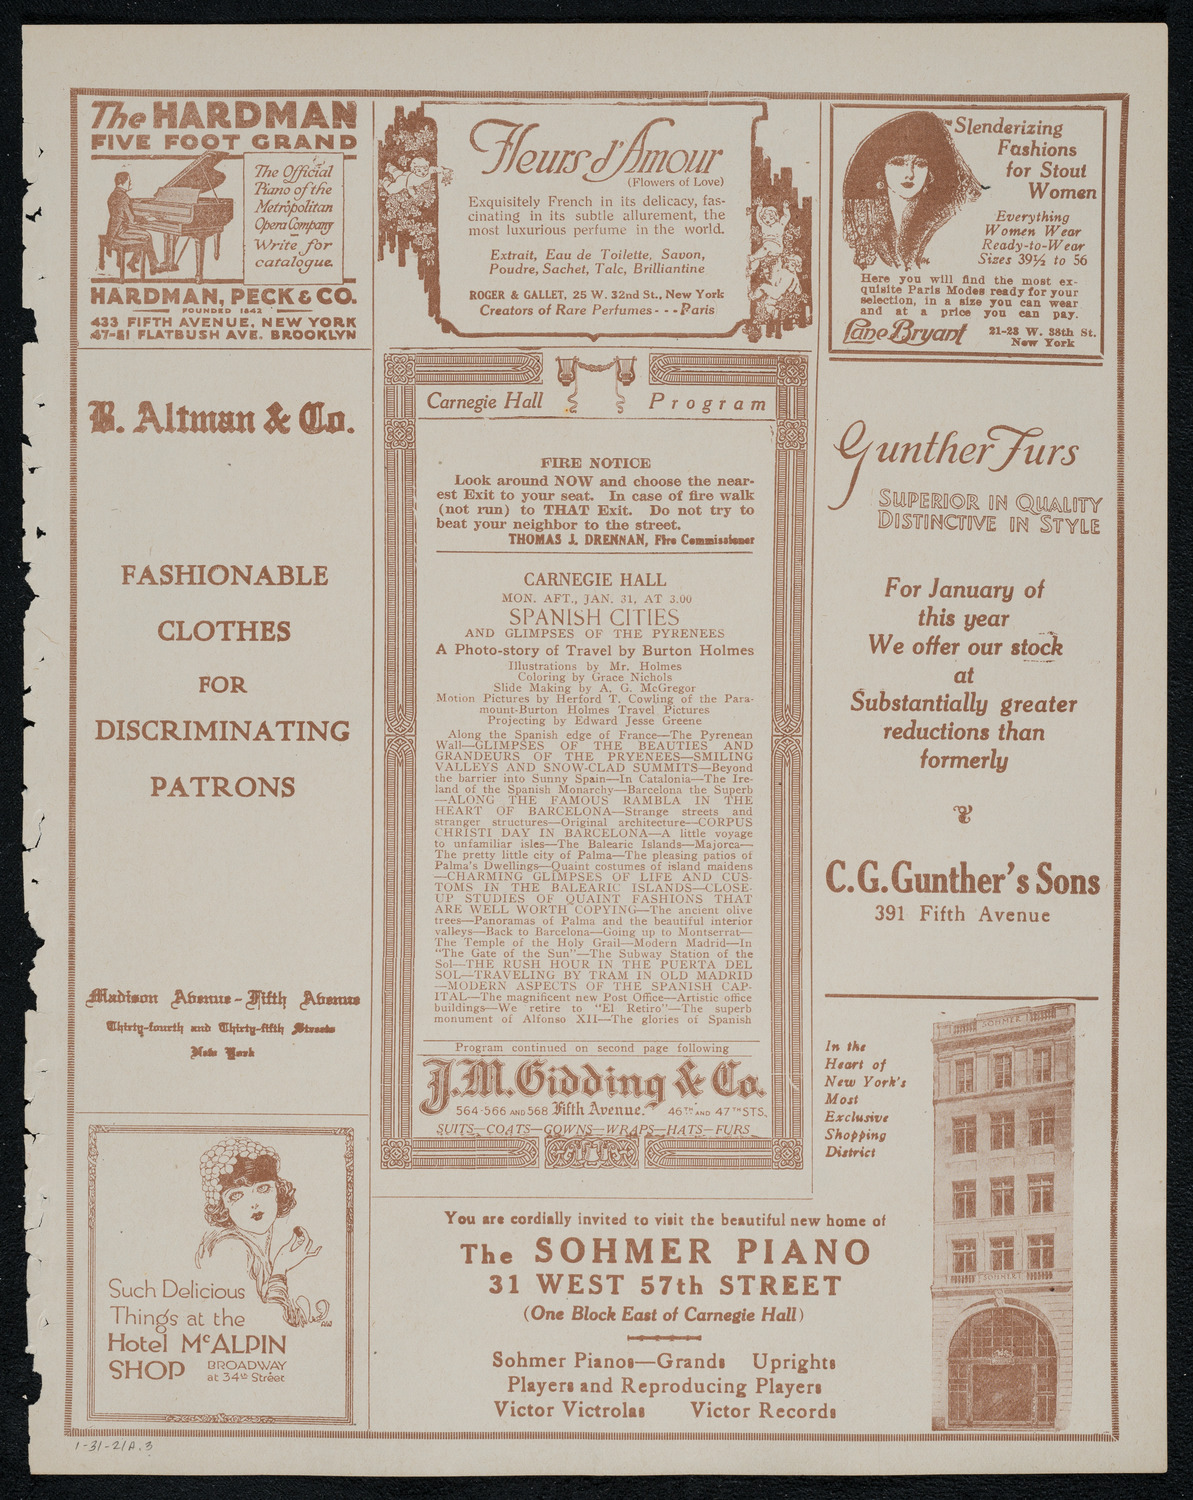 The HARDMAN
FIVE FOOT GRAND
The Official
Piano of the
Metropolitan
Opera Company
Write for
catalogue.
HARDMAN, PECK & CO.
FOUNDED 1842
433 FIFTH AVENUE, NEW YORK
47-51 FLATBUSH AVE. BROOKLYN
Fleurs d'Amour
(Flowers of Love)
Exquisitely French in its delicacy, fas-
cinating in its subtle allurement, the
most luxurious perfume in the world.
Extrait, Eau de Toilette, Savon,
Poudre, Sachet, Talc, Brilliantine
ROGER & GALLET, 25 W. 32nd St., New York
Creators of Rare Perfumes - - - Paris
Slenderizing
Fashions
for Stout
Women
Everything
Women Wear
Ready-to-Wear
Sizes 39½ to 56
Here you will find the most ex-
quisite Paris Modes ready for your
selection, in a size you can wear
and at a price you can pay.
Lane Bryant
21-23 W. 38th St.
New York
B. Altman & Co.
FASHIONABLE
CLOTHES
FOR
DISCRIMINATING
PATRONS
Madison Avenue - Fifth Avenue
Thirty-fourth and Thirty-fifth Streets
New York
Such Delicious
Things at the
Hotel McALPIN
SHOP
BROADWAY
at 34th Street
Carnegie Hall Program
FIRE NOTICE
Look around NOW and choose the near-
est Exit to your seat. In case of fire walk
(not run) to THAT Exit. Do not try to
beat your neighbor to the street.
THOMAS J. DRENNAN, Fire Commissioner
CARNEGIE HALL
MON. AFT., JAN. 31, AT 3.00
SPANISH CITIES
AND GLIMPSES OF THE PYRENEES
A Photo-story of Travel by Burton Holmes
Illustrations by Mr. Holmes
Coloring by Grace Nichols
Slide Making by A. G. McGregor
Motion Pictures by Herford T. Cowling of the Para-
mount-Burton Holmes Travel Pictures
Projecting by Edward Jesse Greene
Along the Spanish edge of France—The Pyrenean
Wall—GLIMPSES OF THE BEAUTIES AND
GRANDEURS OF THE PRYENEES—SMILING
VALLEYS AND SNOW-CLAD SUMMITS—Beyond
the barrier into Sunny Spain—In Catalonia—The Ire-
land of the Spanish Monarchy—Barcelona the Superb
—ALONG THE FAMOUS RAMBLA IN THE
HEART OF BARCELONA—Strange streets and
stranger structures—Original architecture—CORPUS
CHRISTI DAY IN BARCELONA—A little voyage
to unfamiliar isles—The Balearic Islands—Majorca—
The pretty little city of Palma—The pleasing patios of
Palma's Dwellings—Quaint costumes of island maidens
—CHARMING GLIMPSES OF LIFE AND CUS-
TOMS IN THE BALEARIC ISLANDS—CLOSE-
UP STUDIES OF QUAINT FASHIONS THAT
ARE WELL WORTH COPYING—The ancient olive
trees—Panoramas of Palma and the beautiful interior
valleys—Back to Barcelona—Going up to Montserrat—
The Temple of the Holy Grail—Modern Madrid—In
"The Gate of the Sun"—The Subway Station of the
Sol—THE RUSH HOUR IN THE PUERTA DEL
SOL—TRAVELING BY TRAM IN OLD MADRID
—MODERN ASPECTS OF THE SPANISH CAP-
ITAL—The magnificent new Post Office—Artistic office
buildings—We retire to "El Retiro"—The superb
monument of Alfonso XII—The glories of Spanish
Program continued on second page following
J.M. Gidding & Co.
564-566 AND 568 Fifth Avenue. 46TH AND 47TH STS.
SUITS—COATS—GOWNS—WRAPS—HATS—FURS
Gunther Furs
SUPERIOR IN QUALITY
DISTINCTIVE IN STYLE
For January of
this year
We offer our stock
at
Substantially greater
reductions than
formerly
C.G. Gunther's Sons
391 Fifth Avenue
In the
Heart of
New York's
Most
Exclusive
Shopping
District
SOHMER
SOHMER
You are cordially invited to visit the beautiful new home of
The SOHMER PIANO
31 WEST 57th STREET
(One Block East of Carnegie Hall)
Sohmer Pianos—Grands Uprights
Players and Reproducing Players
Victor Victrolas Victor Records
1-31-21A.3